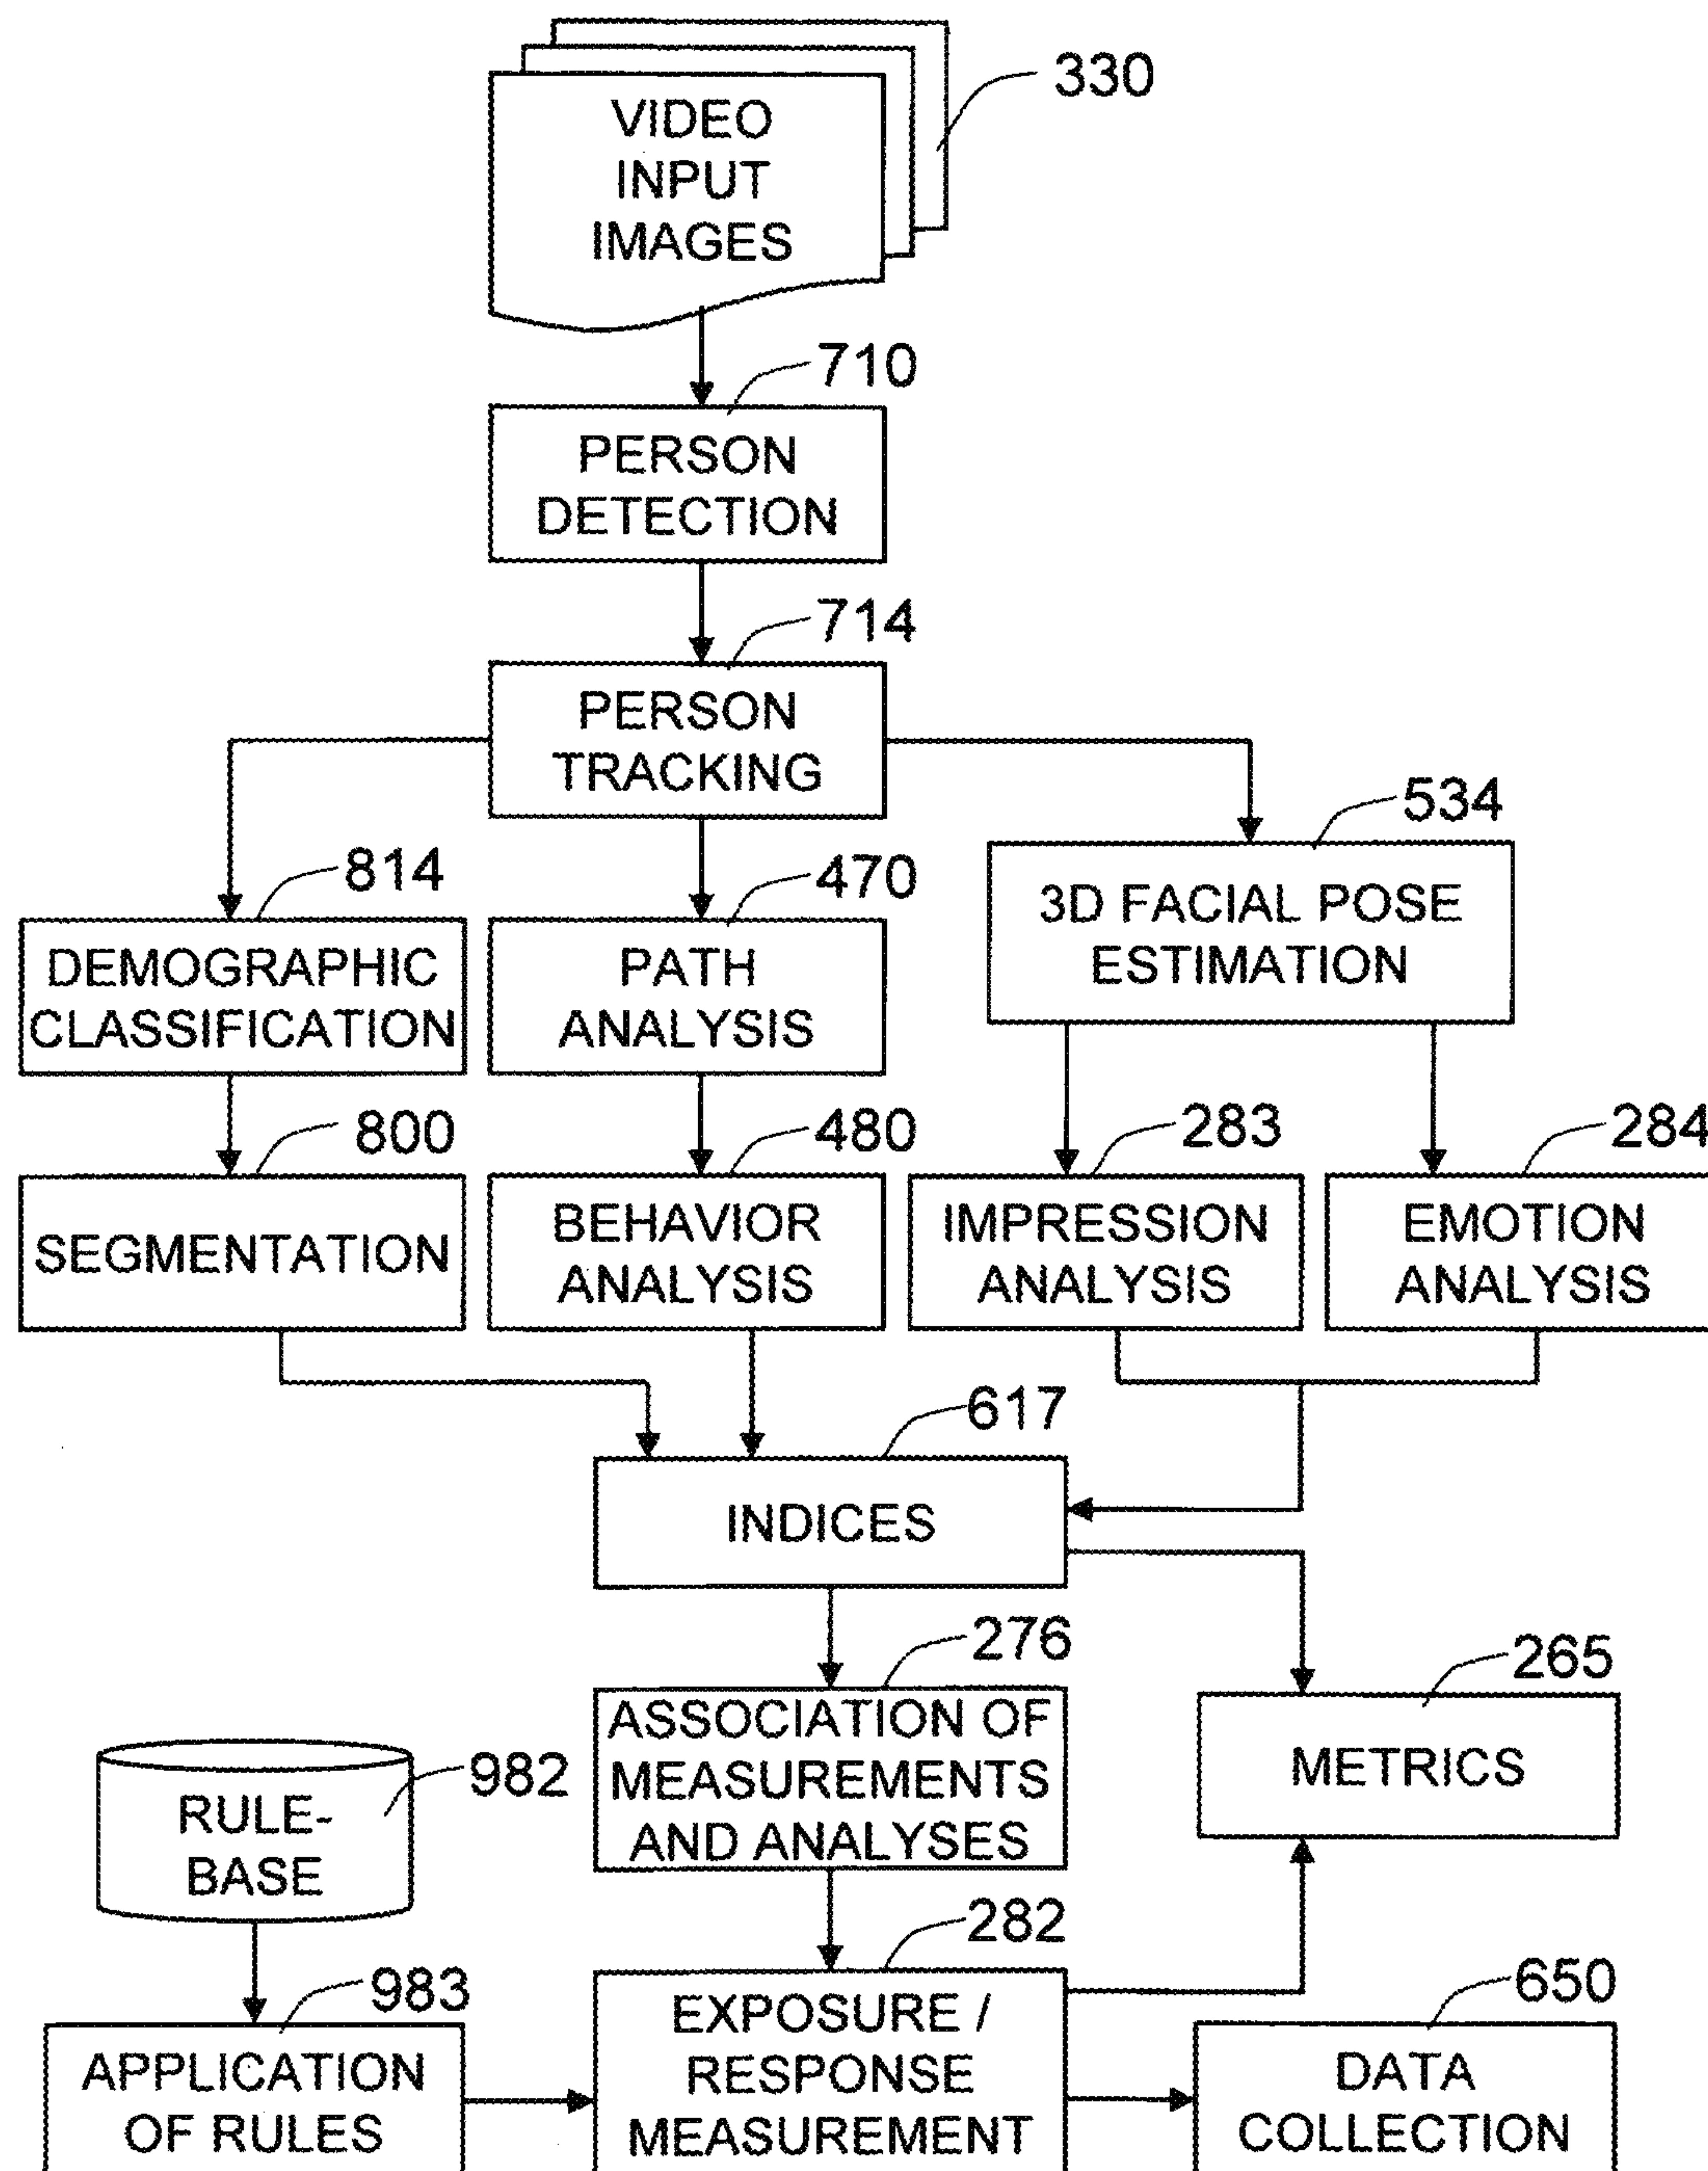 330
VIDEO
INPUT
IMAGES
710
PERSON
DETECTION
714
PERSON
TRACKING
534
3D FACIAL POSE
ESTIMATION
814
DEMOGRAPHIC
CLASSIFICATION
470
PATH
ANALYSIS
800
SEGMENTATION
480
BEHAVIOR
ANALYSIS
283
IMPRESSION
ANALYSIS
284
EMOTION
ANALYSIS
617
INDICES
276
ASSOCIATION OF
MEASUREMENTS
AND ANALYSES
265
METRICS
982
RULE-
BASE
983
APPLICATION
OF RULES
282
EXPOSURE /
RESPONSE
MEASUREMENT
650
DATA
COLLECTION